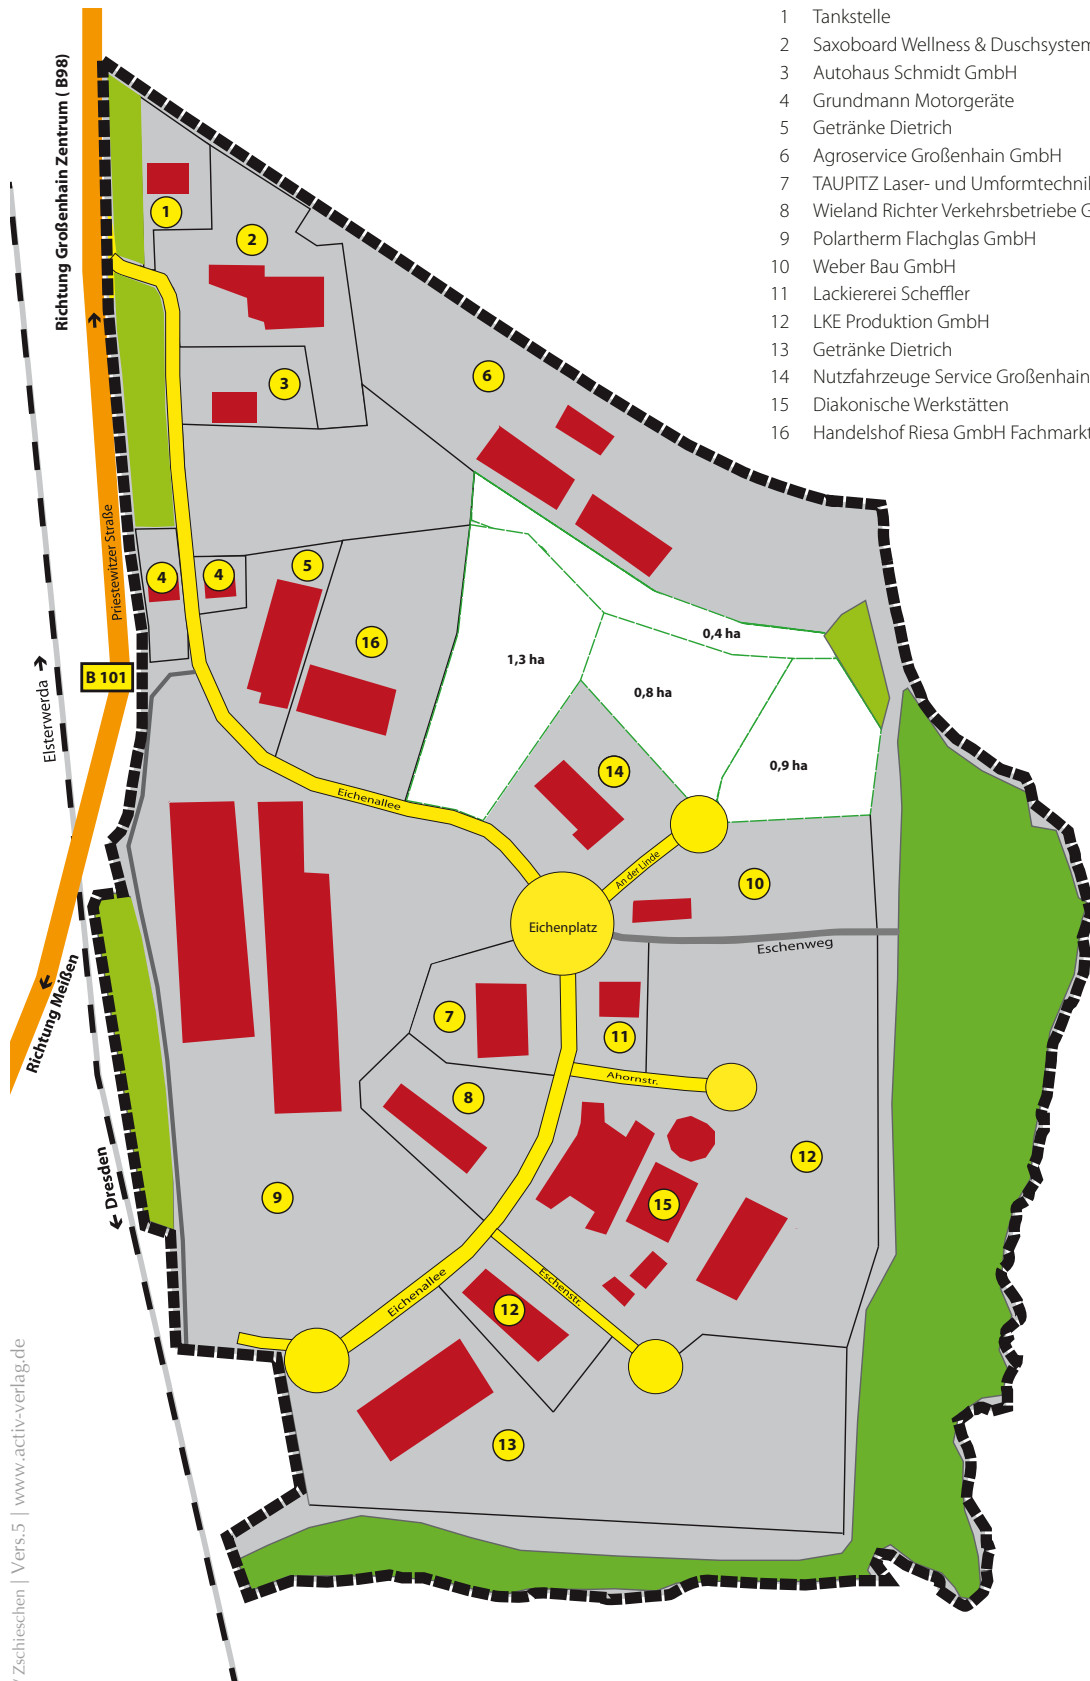 1 Tankstelle
2 Saxoboard Wellness & Duschsystem
3 Autohaus Schmidt GmbH
4 Grundmann Motorgeräte
5 Getränke Dietrich
6 Agroservice Großenhain GmbH
7 TAUPITZ Laser- und Umformtechnik
8 Wieland Richter Verkehrsbetriebe G
9 Polartherm Flachglas GmbH
10 Weber Bau GmbH
11 Lackiererei Scheffler
12 LKE Produktion GmbH
13 Getränke Dietrich
14 Nutzfahrzeuge Service Großenhain
15 Diakonische Werkstätten
16 Handelshof Riesa GmbH Fachmarkt
Richtung Großenhain Zentrum ( B98)
1
2
3
6
Priestewitzer Straße
4
4
5
16
1,3 ha
0,4 ha
0,8 ha
0,9 ha
B 101
Elsterwerda
14
Eichenallee
An der Linde
10
Eichenplatz
Eschenweg
Richtung Meißen
7
11
Ahornstr.
8
12
Dresden
9
15
Eichenallee
Eschenstr.
12
13
Zschieschen | Vers.5 | www.activ-verlag.de